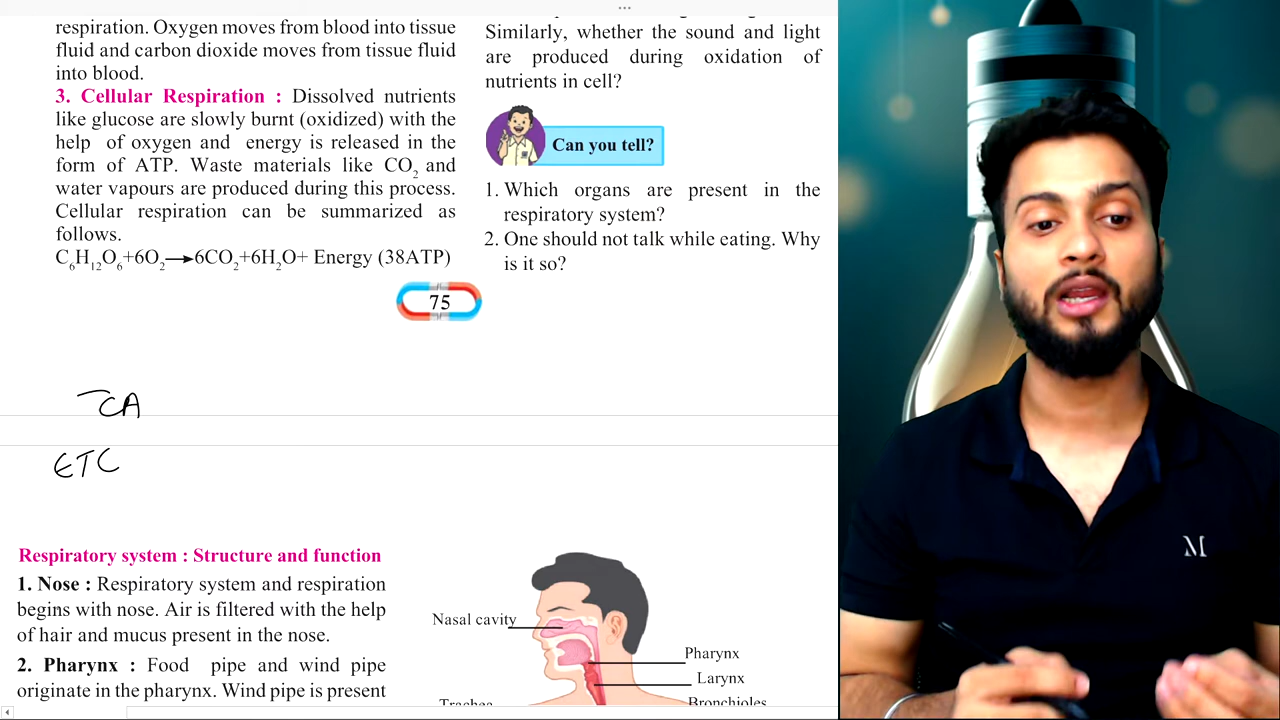 respiration. Oxygen moves from blood into tissue
fluid and carbon dioxide moves from tissue fluid
into blood.
3. Cellular Respiration : Dissolved nutrients
like glucose are slowly burnt (oxidized) with the
help of oxygen and energy is released in the
form of ATP. Waste materials like CO₂ and
water vapours are produced during this process.
Cellular respiration can be summarized as
follows.
C₆H₁₂O₆+6O₂→6CO₂+6H₂O+ Energy (38ATP)
Similarly, whether the sound and light
are produced during oxidation of
nutrients in cell?
Can you tell?
1. Which organs are present in the
respiratory system?
2. One should not talk while eating. Why
is it so?
75
TCA
ETC
Respiratory system : Structure and function
1. Nose : Respiratory system and respiration
begins with nose. Air is filtered with the help
of hair and mucus present in the nose.
2. Pharynx : Food pipe and wind pipe
originate in the pharynx. Wind pipe is present
Nasal cavity
Pharynx
Larynx
Trachea
Bronchioles
M